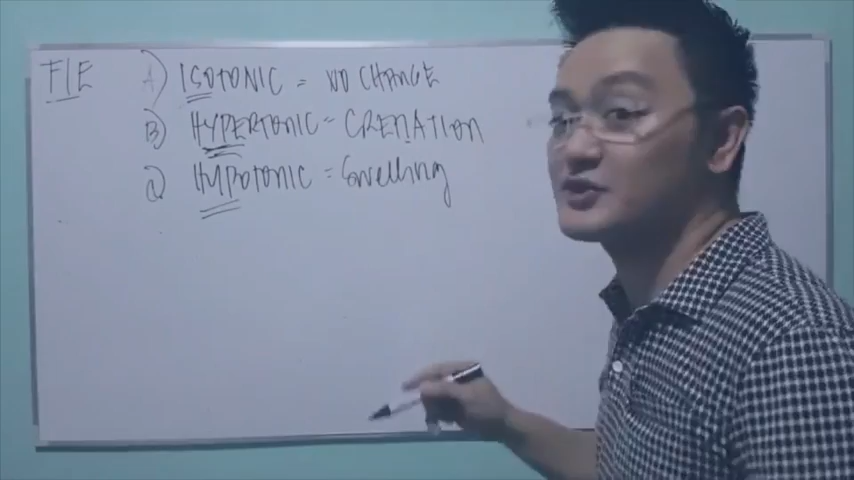 F/E A) ISOTONIC = NO CHANGE
B) HYPERTONIC = CRENATION
C) HYPOTONIC = Swelling